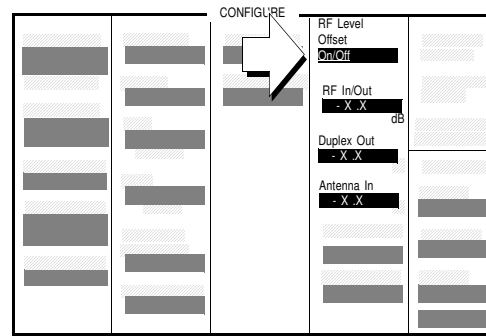 CONFIGURE
RF Level
Offset
On/Off
RF In/Out
- X .X
dB
Duplex Out
- X .X
Antenna In
- X .X